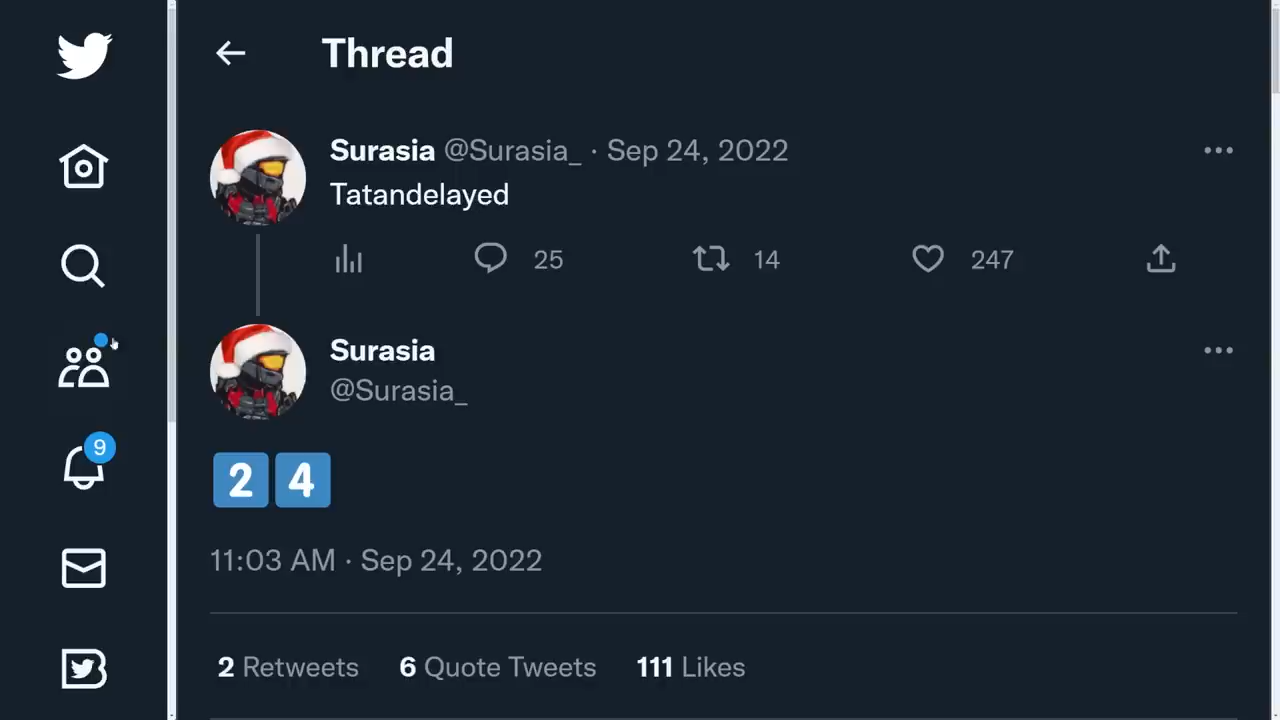 Thread
Surasia @Surasia_ · Sep 24, 2022
Tatandelayed
25 14 247
Surasia
@Surasia_
9
2️⃣4️⃣
11:03 AM · Sep 24, 2022
2 Retweets 6 Quote Tweets 111 Likes